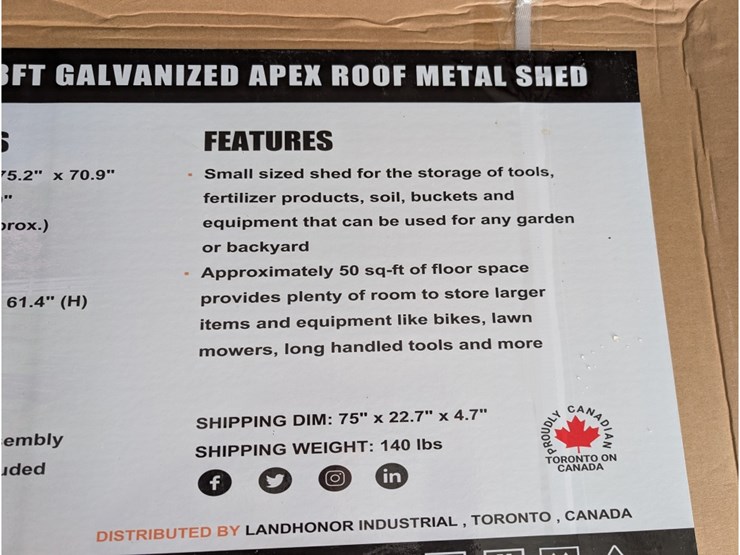 FT GALVANIZED APEX ROOF METAL SHED
75.2" x 70.9"
61.4" (H)
FEATURES
• Small sized shed for the storage of tools,
fertilizer products, soil, buckets and
equipment that can be used for any garden
or backyard
• Approximately 50 sq-ft of floor space
provides plenty of room to store larger
items and equipment like bikes, lawn
mowers, long handled tools and more
SHIPPING DIM: 75" x 22.7" x 4.7"
SHIPPING WEIGHT: 140 lbs
PROUDLY CANADIAN
TORONTO ON
CANADA
f in
DISTRIBUTED BY LANDHONOR INDUSTRIAL , TORONTO , CANADA